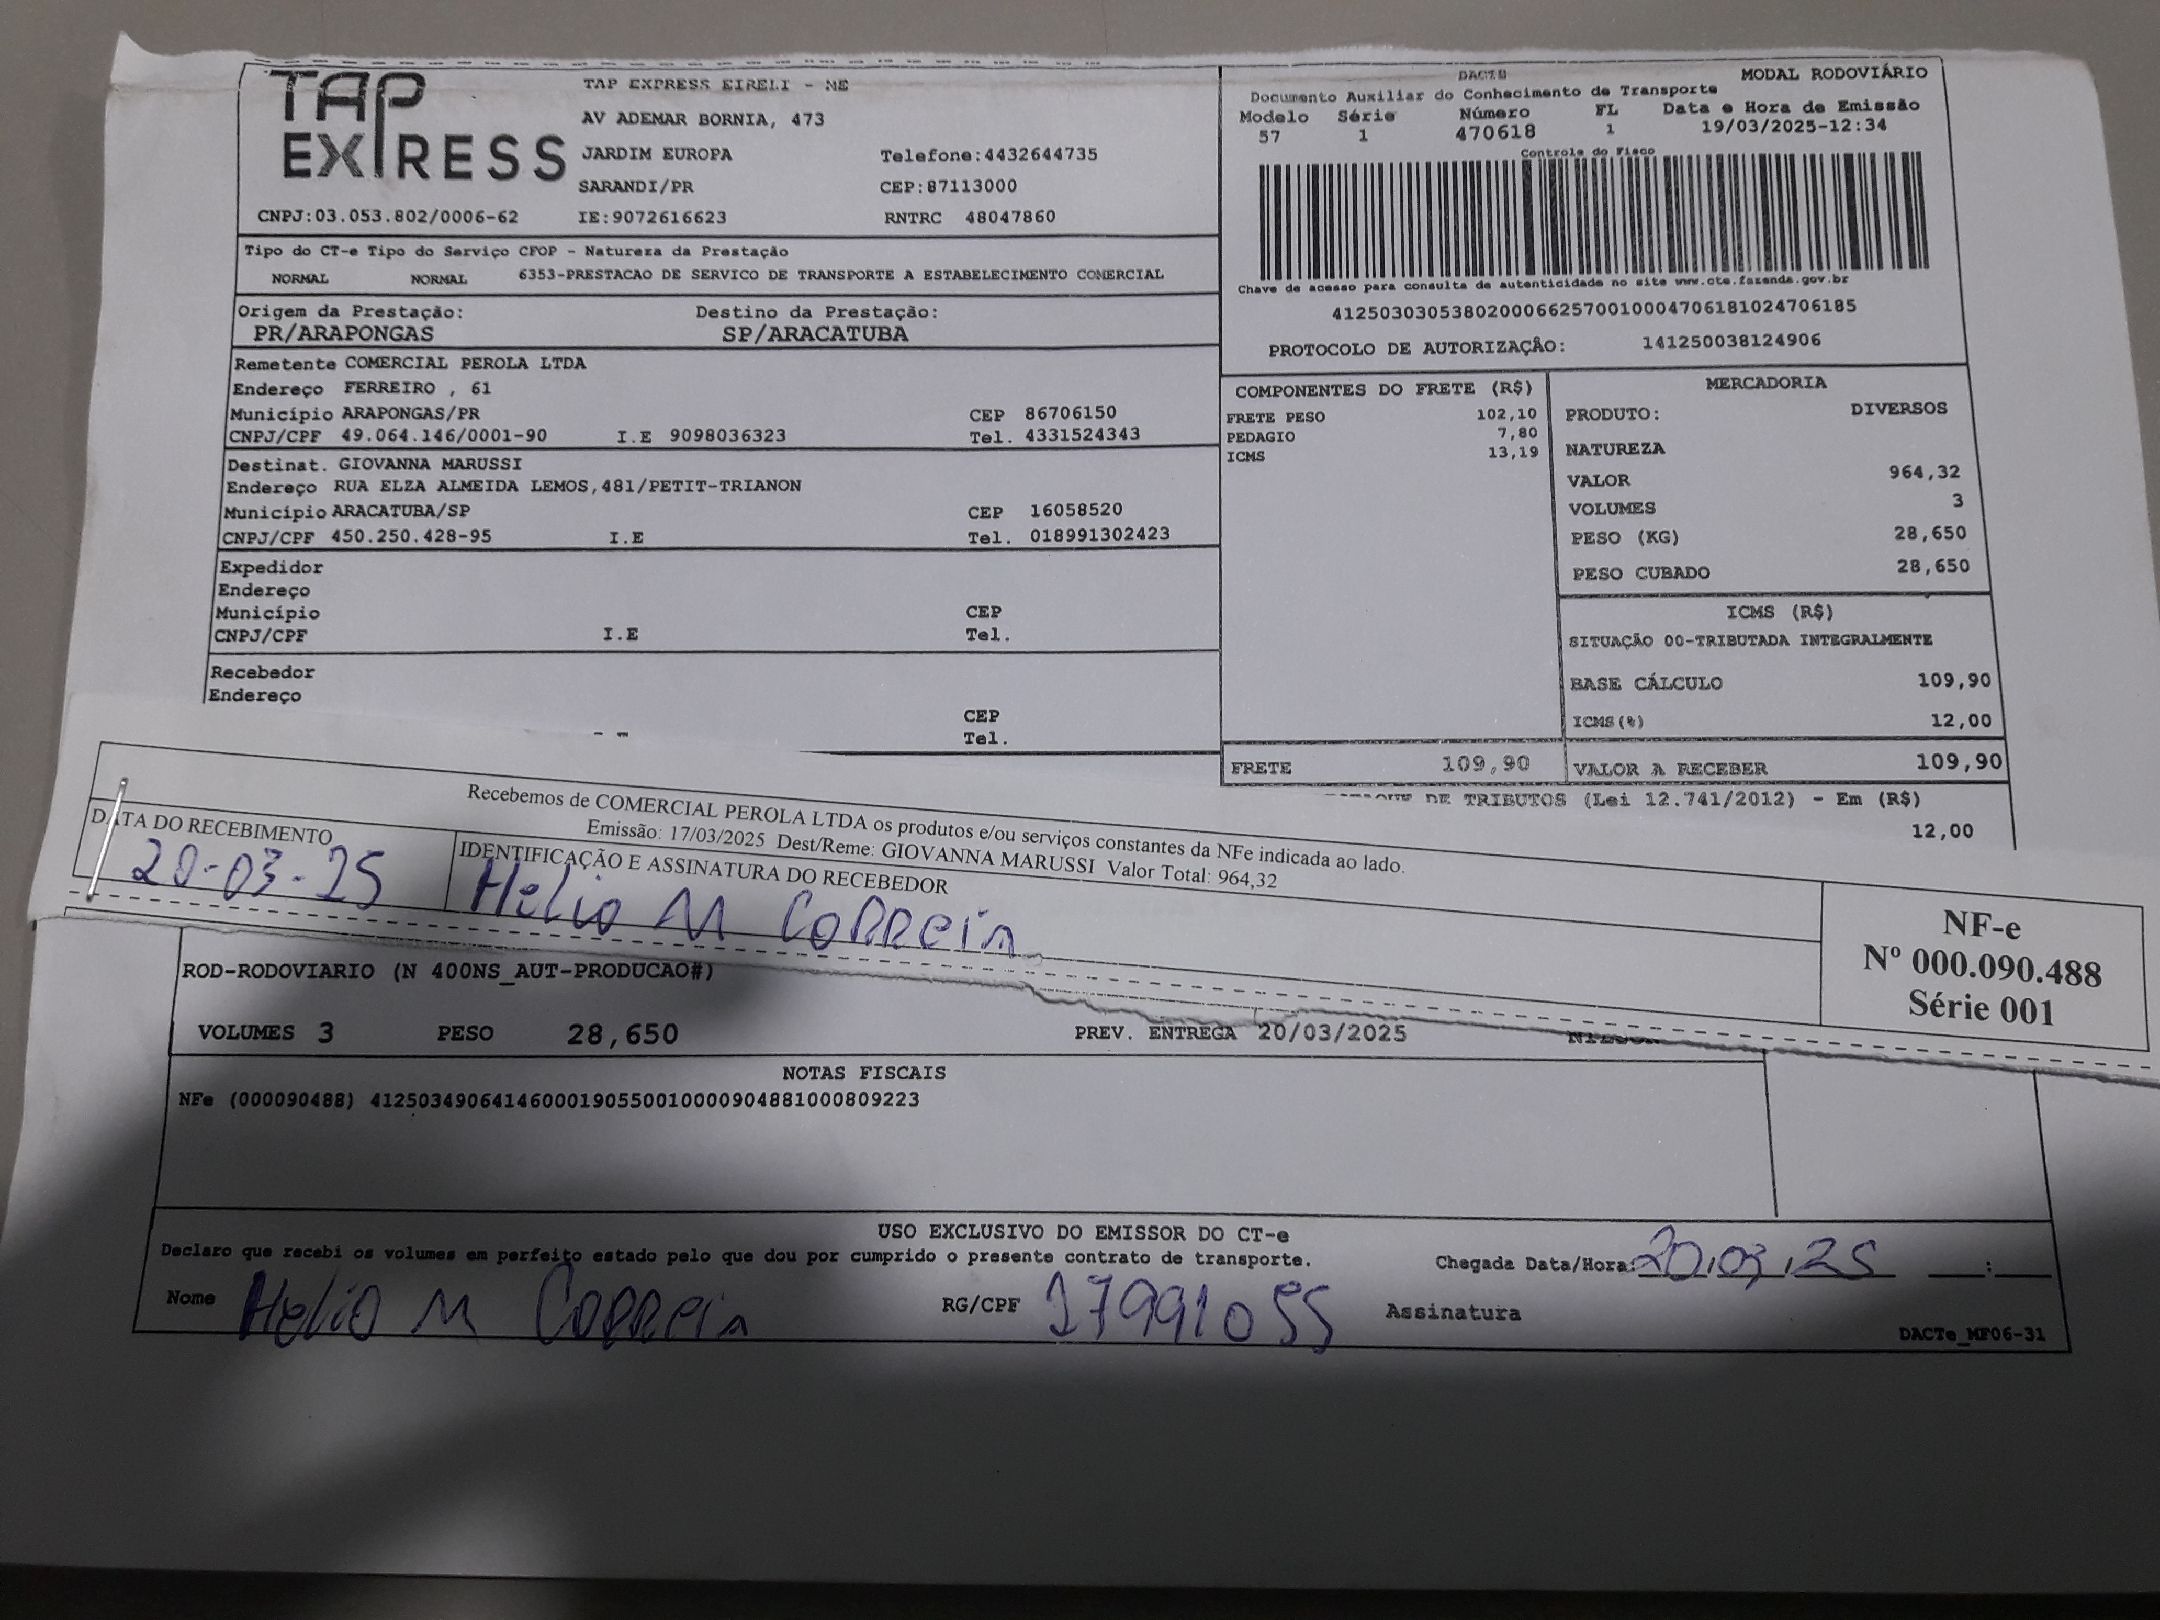 TAP EXPRESS
TAP EXPRESS EIRELI - ME
AV ADEMAR BORNIA, 473
JARDIM EUROPA Telefone:4432644735
SARANDI/PR CEP:87113000
CNPJ:03.053.802/0006-62 IE:9072616623 RNTRC 48047860
DACTE MODAL RODOVIÁRIO
Documento Auxiliar do Conhecimento de Transporte
Modelo Série Número FL Data e Hora de Emissão
57 1 470618 1 19/03/2025-12:34
Controle do Fisco
Chave de acesso para consulta de autenticidade no site www.cte.fazenda.gov.br
41250303053802000662570010004706181024706185
PROTOCOLO DE AUTORIZAÇÃO: 141250038124906
Tipo do CT-e Tipo do Serviço CFOP - Natureza da Prestação
NORMAL NORMAL 6353-PRESTACAO DE SERVICO DE TRANSPORTE A ESTABELECIMENTO COMERCIAL
Origem da Prestação: Destino da Prestação:
PR/ARAPONGAS SP/ARACATUBA
Remetente COMERCIAL PEROLA LTDA
Endereço FERREIRO , 61
Município ARAPONGAS/PR CEP 86706150
CNPJ/CPF 49.064.146/0001-90 I.E 9098036323 Tel. 4331524343
Destinat. GIOVANNA MARUSSI
Endereço RUA ELZA ALMEIDA LEMOS,481/PETIT-TRIANON
Município ARACATUBA/SP CEP 16058520
CNPJ/CPF 450.250.428-95 I.E Tel. 018991302423
Expedidor
Endereço
Município CEP
CNPJ/CPF I.E Tel.
Recebedor
Endereço
CEP
Tel.
COMPONENTES DO FRETE (R$)
FRETE PESO 102,10
PEDAGIO 7,80
ICMS 13,19
FRETE 109,90
MERCADORIA
PRODUTO: DIVERSOS
NATUREZA
VALOR 964,32
VOLUMES 3
PESO (KG) 28,650
PESO CUBADO 28,650
ICMS (R$)
SITUAÇÃO 00-TRIBUTADA INTEGRALMENTE
BASE CÁLCULO 109,90
ICMS(%) 12,00
VALOR A RECEBER 109,90
DE TRIBUTOS (Lei 12.741/2012) - Em (R$)
12,00
Recebemos de COMERCIAL PEROLA LTDA os produtos e/ou serviços constantes da NFe indicada ao lado.
Emissão: 17/03/2025 Dest/Reme: GIOVANNA MARUSSI Valor Total: 964,32
DATA DO RECEBIMENTO IDENTIFICAÇÃO E ASSINATURA DO RECEBEDOR
20-03-25 Helio M Correia
NF-e
Nº 000.090.488
Série 001
ROD-RODOVIARIO (N 400NS_AUT-PRODUCAO#)
VOLUMES 3 PESO 28,650 PREV. ENTREGA 20/03/2025
NOTAS FISCAIS
NFe (000090488) 41250349064146000190550010000904881000809223
USO EXCLUSIVO DO EMISSOR DO CT-e
Declaro que recebi os volumes em perfeito estado pelo que dou por cumprido o presente contrato de transporte. Chegada Data/Hora: 20,03,25 :
Nome Helio M Correia RG/CPF 17991055 Assinatura
DACTe_MF06-31